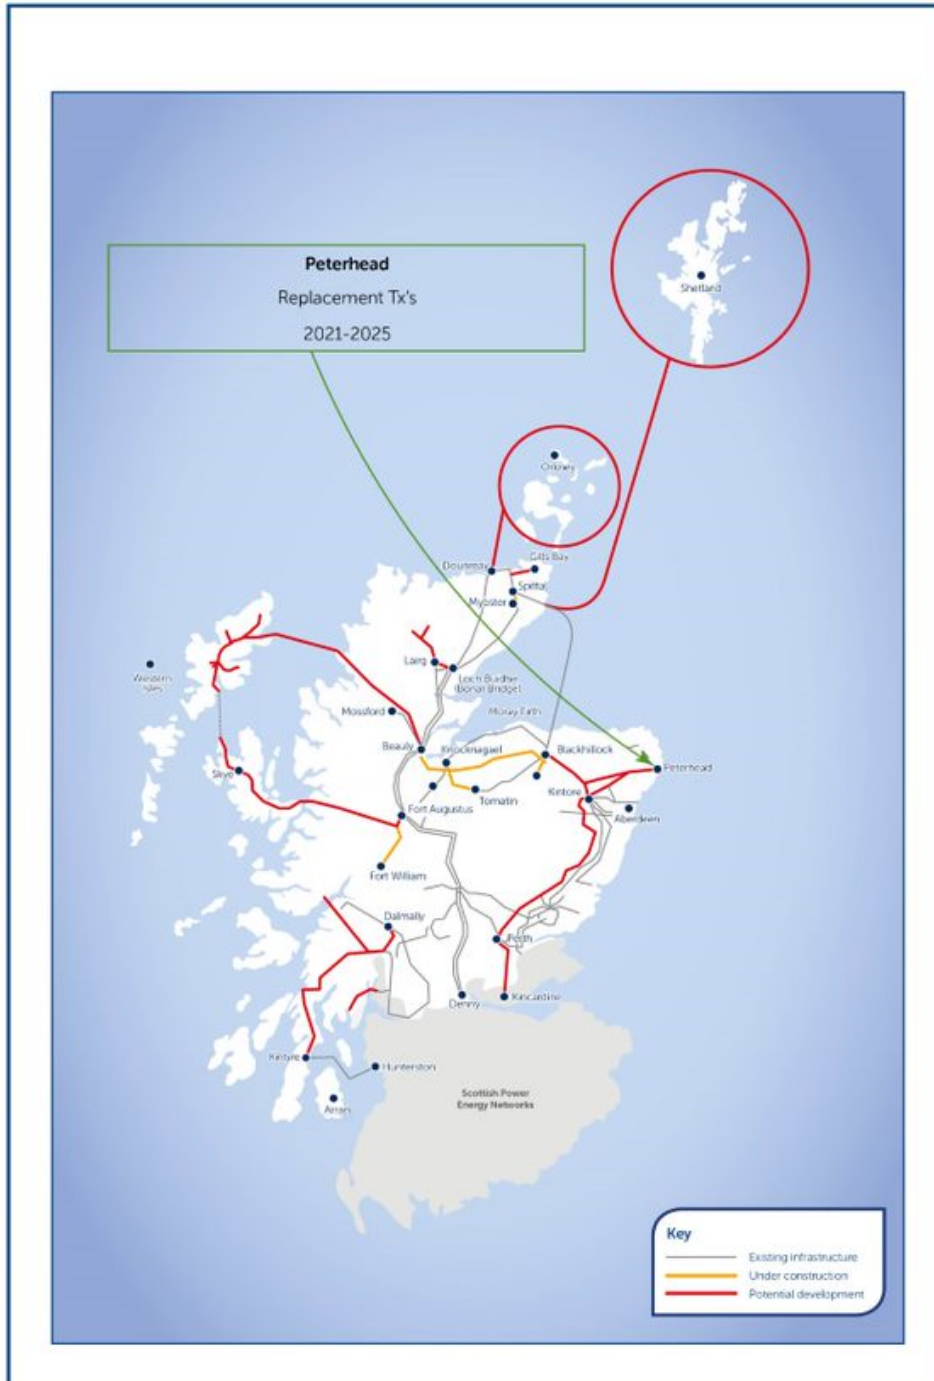 Peterhead
Replacement Tx's
2021-2025
Shetland
Orkney
Dounreay
Gills Bay
Spittal
Mybster
Western
Isles
Lairg
Loch Buidhe
(Bonar Bridge)
Mossford
Moray Firth
Beauly
Knocknagael
Blackhillock
Peterhead
Skye
Tomatin
Kintore
Fort Augustus
Aberdeen
Fort William
Dalmally
Perth
Denny
Kincardine
Kintyre
Hunterston
Arran
Scottish Power
Energy Networks
Key
Existing infrastructure
Under construction
Potential development